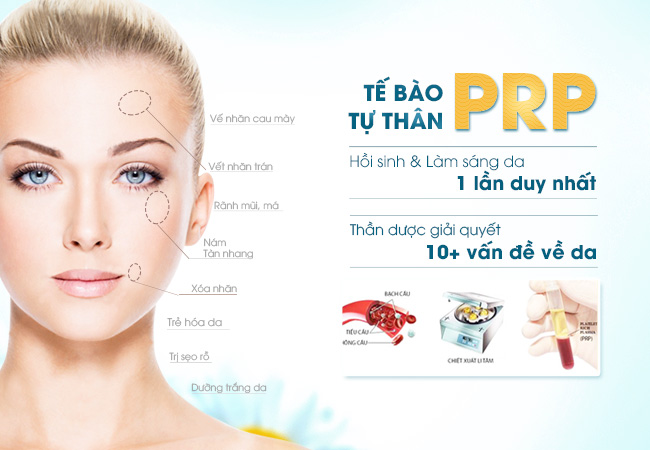 TẾ BÀO
TỰ THÂN
PRP
Hồi sinh & Làm sáng da
1 lần duy nhất
Thần dược giải quyết
10+ vấn đề về da
Vế nhăn cau mày
Vết nhăn trán
Rãnh mũi, má
Nám
Tàn nhang
Xóa nhăn
Trẻ hóa da
Trị sẹo rỗ
Dưỡng trắng da
BẠCH CẦU
TIỂU CẦU
HỒNG CẦU
CHIẾT XUẤT LI TÂM
PLASMA
(PRP)